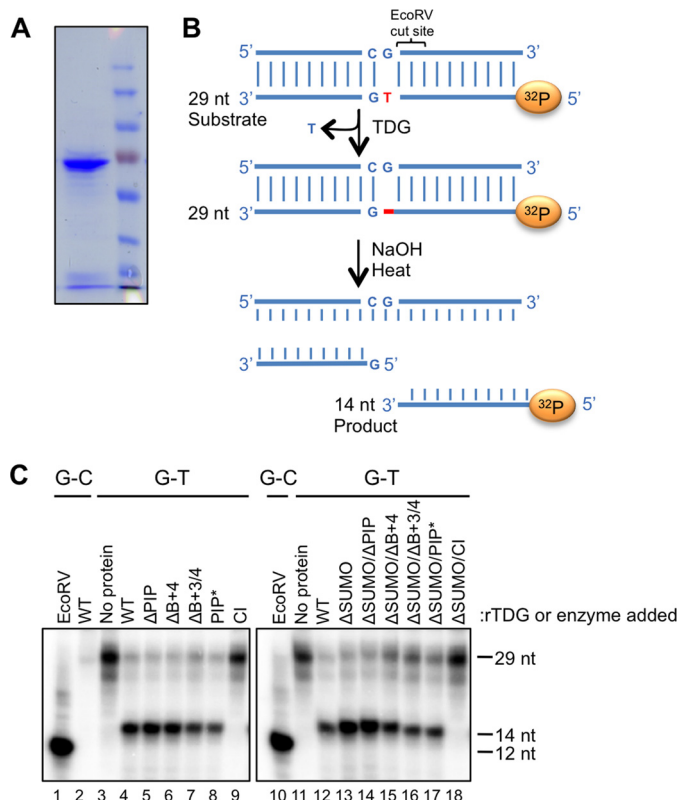 A
B
EcoRV
cut site
5’ C G 3’
29 nt 3’ G T 32P 5’
Substrate
T TDG
5’ C G 3’
29 nt 3’ G 32P 5’
NaOH
Heat
5’ C G 3’
3’ G 5’
14 nt 3’ 32P 5’
Product
C
G-C G-T G-C G-T
EcoRV
WT
No protein
WT
ΔPIP
ΔB+4
ΔB+3/4
PIP*
CI
EcoRV
No protein
WT
ΔSUMO
ΔSUMO/ΔPIP
ΔSUMO/ΔB+4
ΔSUMO/ΔB+3/4
ΔSUMO/PIP*
ΔSUMO/CI
:rTDG or enzyme added
29 nt
14 nt
12 nt
1 2 3 4 5 6 7 8 9 10 11 12 13 14 15 16 17 18